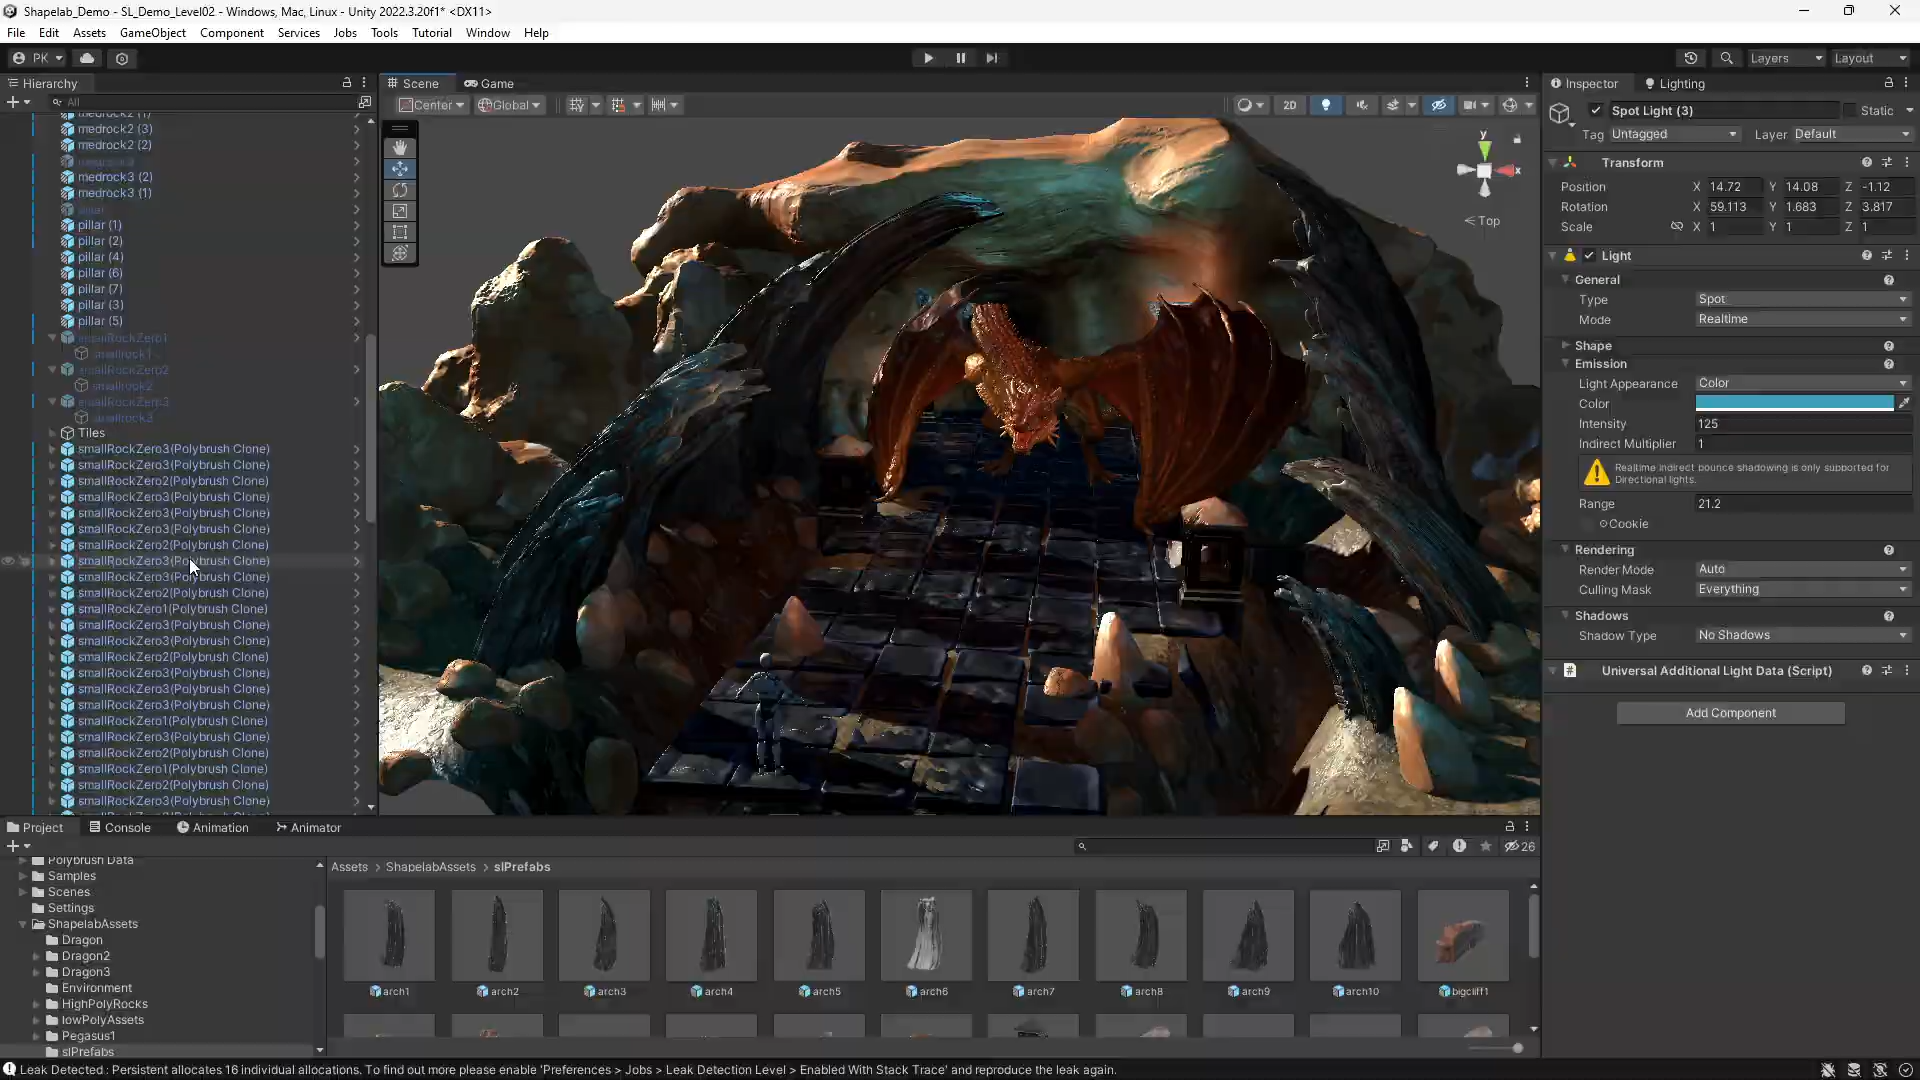 Shapelab_Demo - SL_Demo_Level02 - Windows, Mac, Linux - Unity 2022.3.20f1* <DX11>
File Edit Assets GameObject Component Services Jobs Tools Tutorial Window Help
PK
Layers Layout
Hierarchy
All
medrock2 (1)
medrock2 (3)
medrock2 (2)
medrock3
medrock3 (2)
medrock3 (1)
pillar
pillar (1)
pillar (2)
pillar (4)
pillar (6)
pillar (7)
pillar (3)
pillar (5)
smallRockZero1
smallrock1
smallRockZero2
smallrock2
smallRockZero3
smallrock3
Tiles
smallRockZero3(Polybrush Clone)
smallRockZero3(Polybrush Clone)
smallRockZero2(Polybrush Clone)
smallRockZero3(Polybrush Clone)
smallRockZero3(Polybrush Clone)
smallRockZero3(Polybrush Clone)
smallRockZero2(Polybrush Clone)
smallRockZero3(Polybrush Clone)
smallRockZero3(Polybrush Clone)
smallRockZero2(Polybrush Clone)
smallRockZero1(Polybrush Clone)
smallRockZero3(Polybrush Clone)
smallRockZero3(Polybrush Clone)
smallRockZero2(Polybrush Clone)
smallRockZero3(Polybrush Clone)
smallRockZero3(Polybrush Clone)
smallRockZero3(Polybrush Clone)
smallRockZero1(Polybrush Clone)
smallRockZero3(Polybrush Clone)
smallRockZero2(Polybrush Clone)
smallRockZero1(Polybrush Clone)
smallRockZero2(Polybrush Clone)
smallRockZero3(Polybrush Clone)
Scene Game
Center Global
2D
y
x
Top
Inspector Lighting
Spot Light (3) Static
Tag Untagged Layer Default
Transform
Position X 14.72 Y 14.08 Z -1.12
Rotation X 59.113 Y 1.683 Z 3.817
Scale X 1 Y 1 Z 1
Light
General
Type Spot
Mode Realtime
Shape
Emission
Light Appearance Color
Color
Intensity 125
Indirect Multiplier 1
Realtime indirect bounce shadowing is only supported for
Directional lights.
Range 21.2
Cookie
Rendering
Render Mode Auto
Culling Mask Everything
Shadows
Shadow Type No Shadows
# Universal Additional Light Data (Script)
Add Component
Project Console Animation Animator
26
Polybrush Data
Samples
Scenes
Settings
ShapelabAssets
Dragon
Dragon2
Dragon3
Environment
HighPolyRocks
lowPolyAssets
Pegasus1
slPrefabs
Assets > ShapelabAssets > slPrefabs
arch1 arch2 arch3 arch4 arch5 arch6 arch7 arch8 arch9 arch10 bigcliff1
Leak Detected : Persistent allocates 16 individual allocations. To find out more please enable 'Preferences > Jobs > Leak Detection Level > Enabled With Stack Trace' and reproduce the leak again.